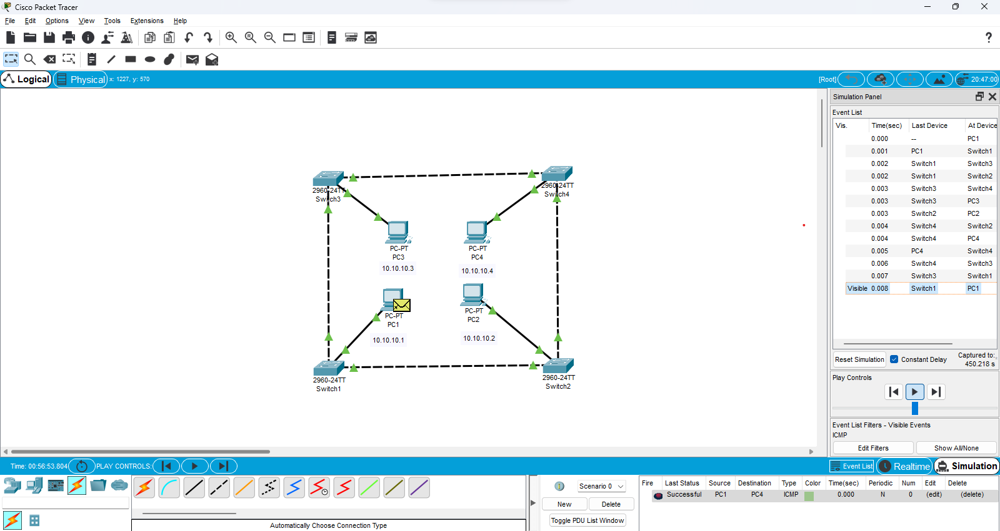 Cisco Packet Tracer
File Edit Options View Tools Extensions Help
?
Logical Physical x: 1227, y: 570 [Root] 20:47:00
2960-24TT
Switch3
2960-24TT
Switch4
PC-PT
PC3
10.10.10.3
PC-PT
PC4
10.10.10.4
PC-PT
PC1
10.10.10.1
PC-PT
PC2
10.10.10.2
2960-24TT
Switch1
2960-24TT
Switch2
Simulation Panel
Event List
Vis. Time(sec) Last Device At Device
0.000 -- PC1
0.001 PC1 Switch1
0.002 Switch1 Switch3
0.002 Switch1 Switch2
0.003 Switch3 Switch4
0.003 Switch3 PC3
0.003 Switch2 PC2
0.004 Switch4 Switch2
0.004 Switch4 PC4
0.005 PC4 Switch4
0.006 Switch4 Switch3
0.007 Switch3 Switch1
Visible 0.008 Switch1 PC1
Reset Simulation Constant Delay Captured to:
450.218 s
Play Controls
Event List Filters - Visible Events
ICMP
Edit Filters Show All/None
Time: 00:56:53.804 PLAY CONTROLS: Event List Realtime Simulation
Automatically Choose Connection Type
Scenario 0
New Delete
Toggle PDU List Window
Fire Last Status Source Destination Type Color Time(sec) Periodic Num Edit Delete
Successful PC1 PC4 ICMP 0.000 N 0 (edit) (delete)